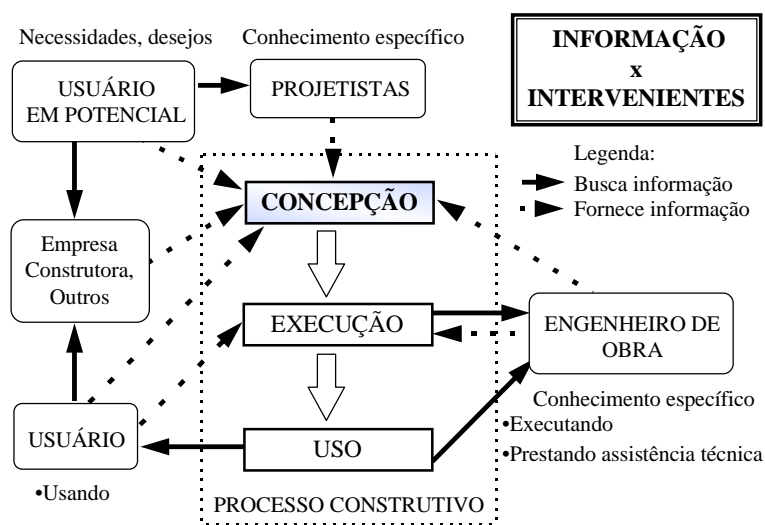 Necessidades, desejos
Conhecimento específico
INFORMAÇÃO
x
INTERVENIENTES
USUÁRIO
EM POTENCIAL
PROJETISTAS
Legenda:
Busca informação
Fornece informação
CONCEPÇÃO
Empresa
Construtora,
Outros
EXECUÇÃO
ENGENHEIRO DE
OBRA
Conhecimento específico
•Executando
•Prestando assistência técnica
USUÁRIO
USO
•Usando
PROCESSO CONSTRUTIVO